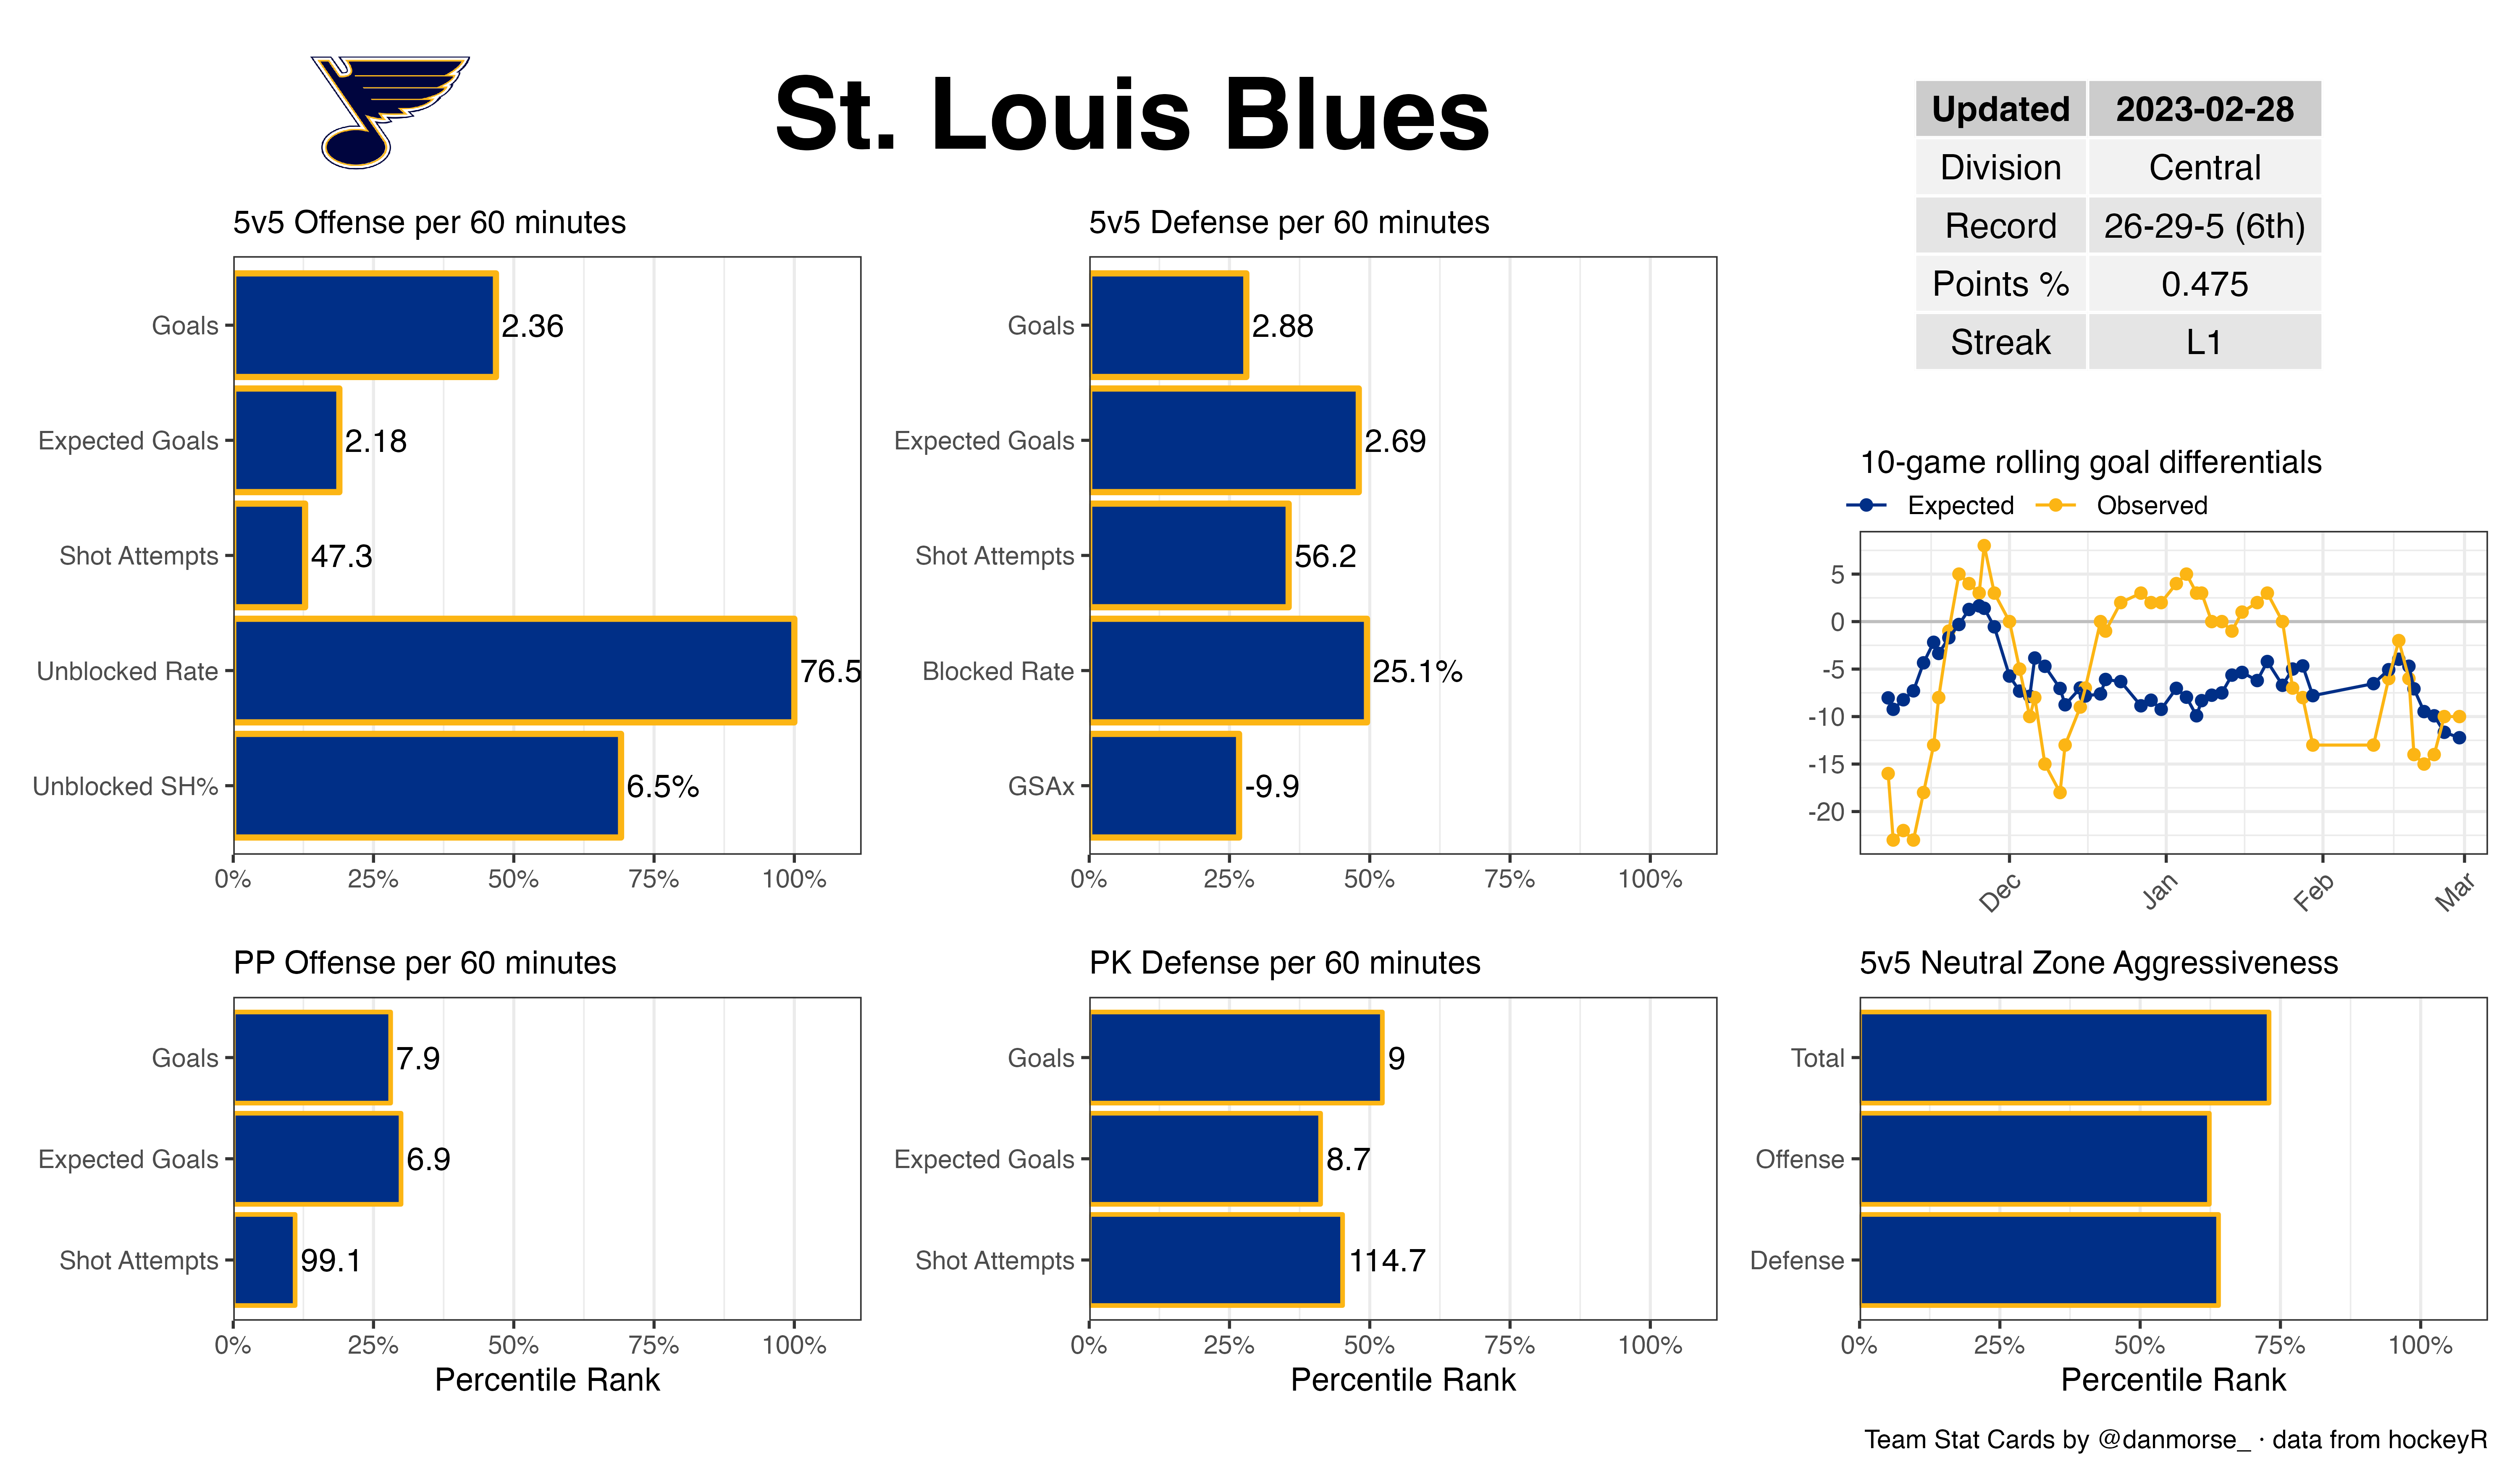 St. Louis Blues
Updated 2023-02-28
Division Central
Record 26-29-5 (6th)
Points % 0.475
Streak L1
5v5 Offense per 60 minutes
Goals 2.36
Expected Goals 2.18
Shot Attempts 47.3
Unblocked Rate 76.5
Unblocked SH% 6.5%
0% 25% 50% 75% 100%
5v5 Defense per 60 minutes
Goals 2.88
Expected Goals 2.69
Shot Attempts 56.2
Blocked Rate 25.1%
GSAx -9.9
0% 25% 50% 75% 100%
10-game rolling goal differentials
Expected Observed
5
0
-5
-10
-15
-20
Dec Jan Feb Mar
PP Offense per 60 minutes
Goals 7.9
Expected Goals 6.9
Shot Attempts 99.1
0% 25% 50% 75% 100%
Percentile Rank
PK Defense per 60 minutes
Goals 9
Expected Goals 8.7
Shot Attempts 114.7
0% 25% 50% 75% 100%
Percentile Rank
5v5 Neutral Zone Aggressiveness
Total
Offense
Defense
0% 25% 50% 75% 100%
Percentile Rank
Team Stat Cards by @danmorse_ · data from hockeyR